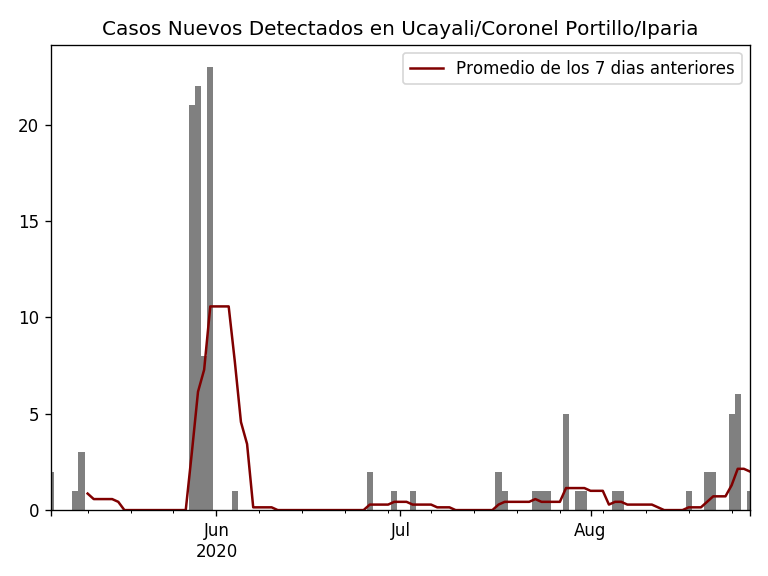 Casos Nuevos Detectados en Ucayali/Coronel Portillo/Iparia
Promedio de los 7 dias anteriores
20
15
10
5
0
Jun Jul Aug
2020